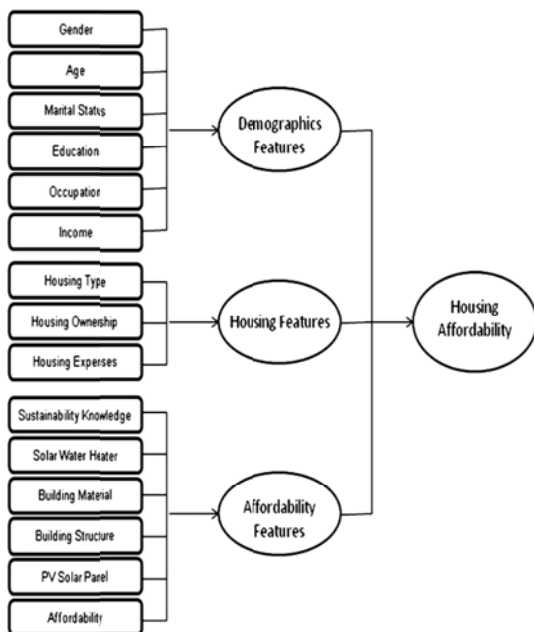 Gender
Age
Marital Status
Education
Occupation
Income
Demographics
Features
Housing Type
Housing Ownership
Housing Expenses
Housing Features
Housing
Affordability
Sustainability Knowledge
Solar Water Heater
Building Material
Building Structure
PV Solar Panel
Affordability
Affordability
Features